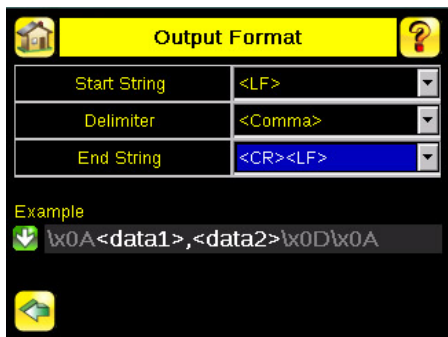 Output Format
Start String <LF>
Delimiter <Comma>
End String <CR><LF>
Example
\x0A<data1>,<data2>\x0D\x0A